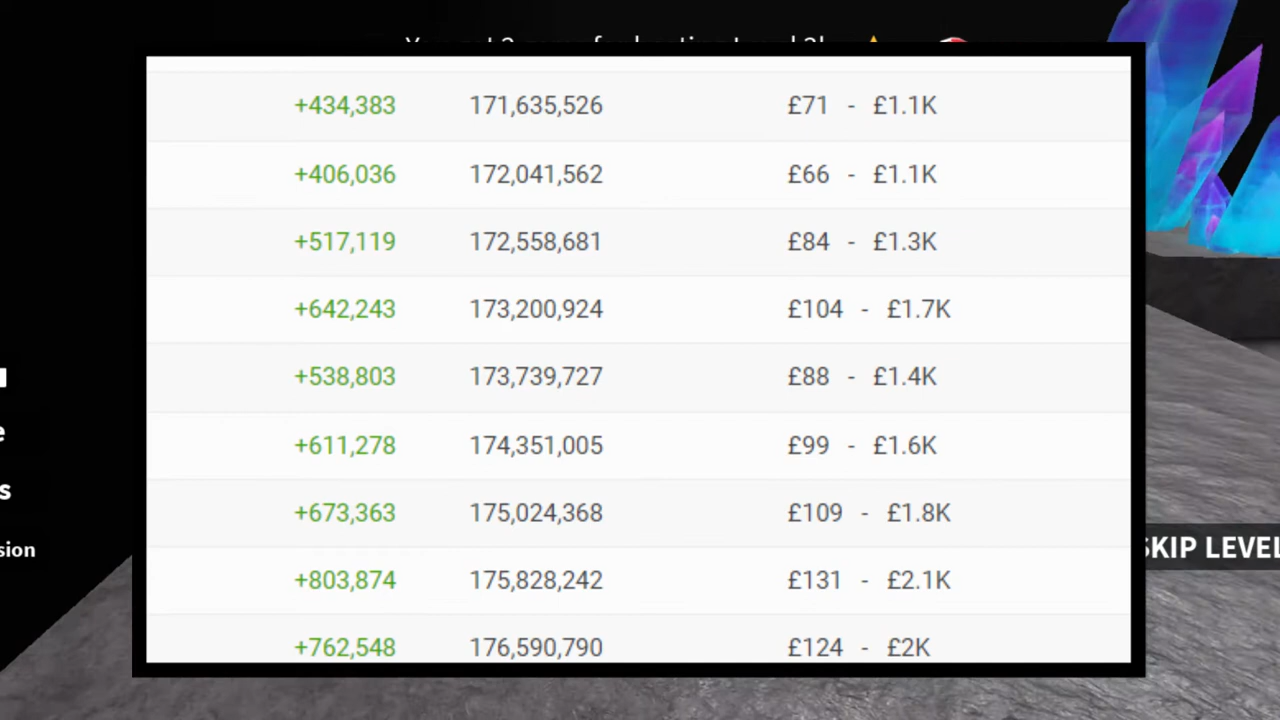 +434,383 171,635,526 £71 - £1.1K
+406,036 172,041,562 £66 - £1.1K
+517,119 172,558,681 £84 - £1.3K
+642,243 173,200,924 £104 - £1.7K
+538,803 173,739,727 £88 - £1.4K
+611,278 174,351,005 £99 - £1.6K
+673,363 175,024,368 £109 - £1.8K
SKIP LEVEL
+803,874 175,828,242 £131 - £2.1K
+762,548 176,590,790 £124 - £2K